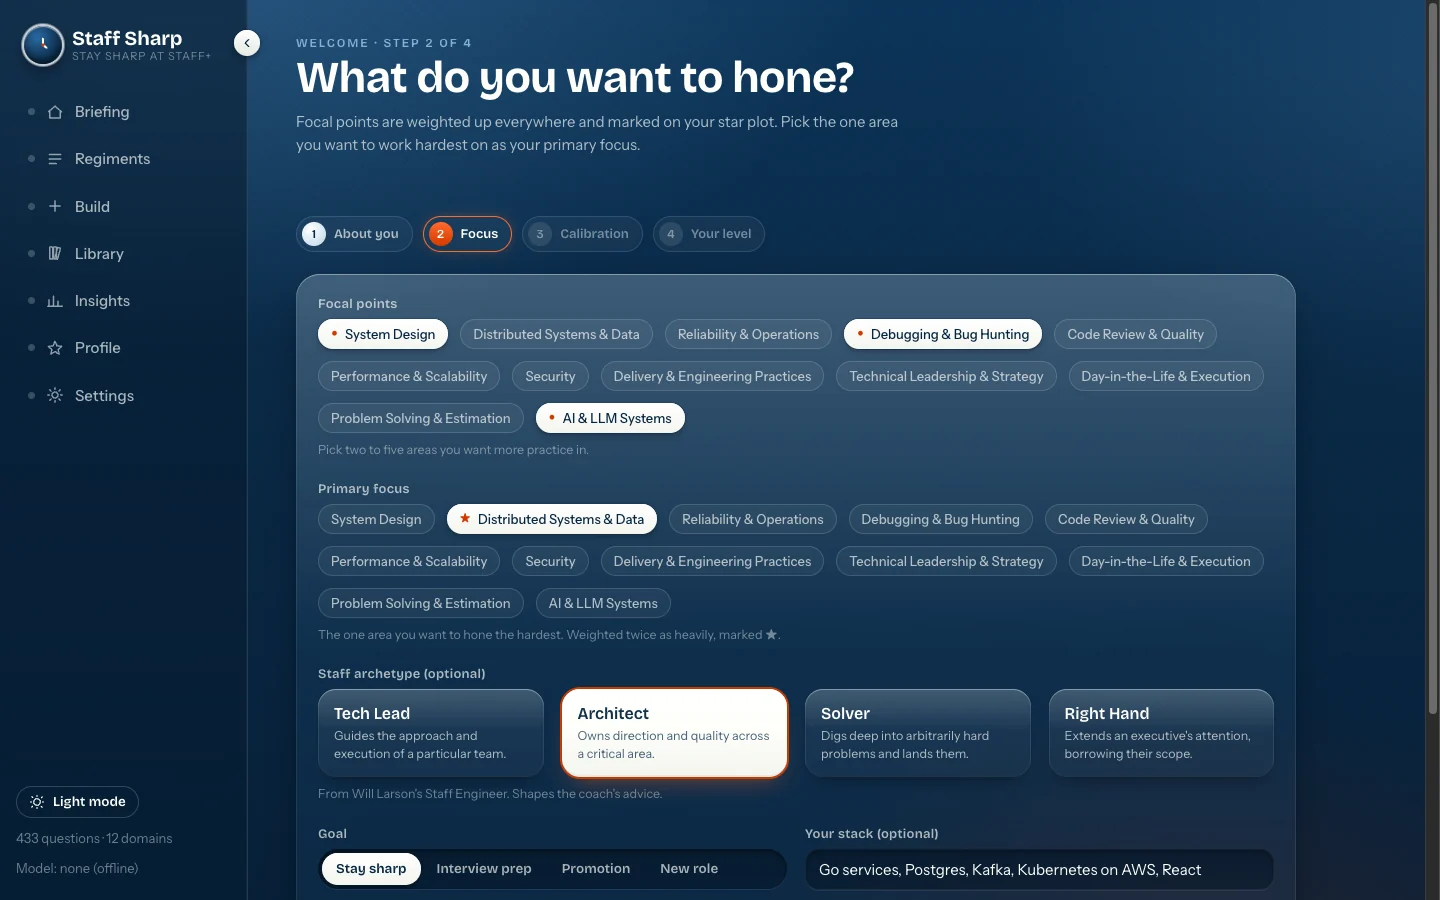 Staff Sharp
STAY SHARP AT STAFF+
Briefing
Regiments
Build
Library
Insights
Profile
Settings
Light mode
433 questions · 12 domains
Model: none (offline)
WELCOME · STEP 2 OF 4
What do you want to hone?
Focal points are weighted up everywhere and marked on your star plot. Pick the one area
you want to work hardest on as your primary focus.
1 About you 2 Focus 3 Calibration 4 Your level
Focal points
• System Design Distributed Systems & Data Reliability & Operations • Debugging & Bug Hunting Code Review & Quality
Performance & Scalability Security Delivery & Engineering Practices Technical Leadership & Strategy Day-in-the-Life & Execution
Problem Solving & Estimation • AI & LLM Systems
Pick two to five areas you want more practice in.
Primary focus
System Design ★ Distributed Systems & Data Reliability & Operations Debugging & Bug Hunting Code Review & Quality
Performance & Scalability Security Delivery & Engineering Practices Technical Leadership & Strategy Day-in-the-Life & Execution
Problem Solving & Estimation AI & LLM Systems
The one area you want to hone the hardest. Weighted twice as heavily, marked ★.
Staff archetype (optional)
Tech Lead
Guides the approach and
execution of a particular team.
Architect
Owns direction and quality across
a critical area.
Solver
Digs deep into arbitrarily hard
problems and lands them.
Right Hand
Extends an executive's attention,
borrowing their scope.
From Will Larson's Staff Engineer. Shapes the coach's advice.
Goal
Stay sharp Interview prep Promotion New role
Your stack (optional)
Go services, Postgres, Kafka, Kubernetes on AWS, React